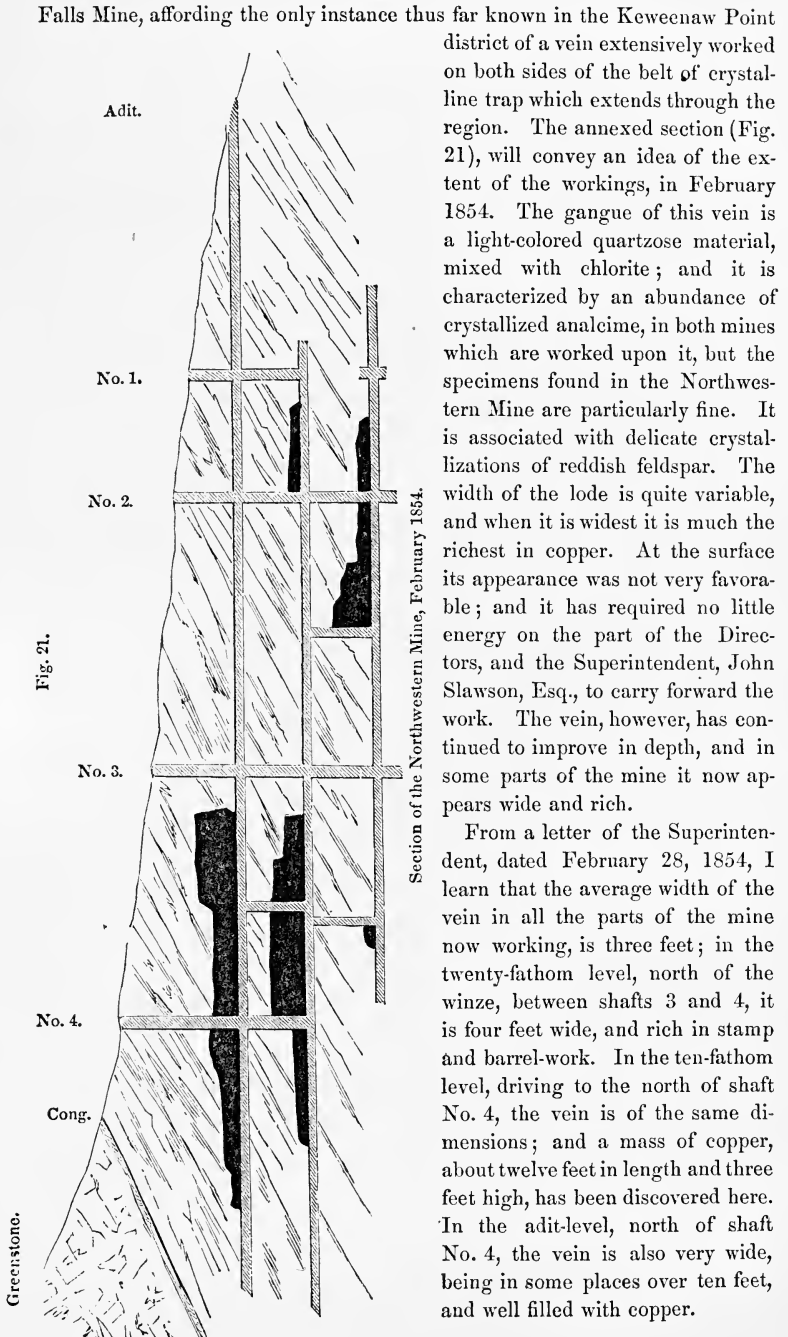 Falls Mine, affording the only instance thus far known in the Keweenaw Point
district of a vein extensively worked
on both sides of the belt of crystal-
line trap which extends through the
region. The annexed section (Fig.
21), will convey an idea of the ex-
tent of the workings, in February
1854. The gangue of this vein is
a light-colored quartzose material,
mixed with chlorite; and it is
characterized by an abundance of
crystallized analcime, in both mines
which are worked upon it, but the
specimens found in the Northwes-
tern Mine are particularly fine. It
is associated with delicate crystal-
lizations of reddish feldspar. The
width of the lode is quite variable,
and when it is widest it is much the
richest in copper. At the surface
its appearance was not very favora-
ble; and it has required no little
energy on the part of the Direc-
tors, and the Superintendent, John
Slawson, Esq., to carry forward the
work. The vein, however, has con-
tinued to improve in depth, and in
some parts of the mine it now ap-
pears wide and rich.
From a letter of the Superinten-
dent, dated February 28, 1854, I
learn that the average width of the
vein in all the parts of the mine
now working, is three feet; in the
twenty-fathom level, north of the
winze, between shafts 3 and 4, it
is four feet wide, and rich in stamp
and barrel-work. In the ten-fathom
level, driving to the north of shaft
No. 4, the vein is of the same di-
mensions; and a mass of copper,
about twelve feet in length and three
feet high, has been discovered here.
In the adit-level, north of shaft
No. 4, the vein is also very wide,
being in some places over ten feet,
and well filled with copper.
Adit.
No. 1.
No. 2.
No. 3.
No. 4.
Cong.
Greenstone.
Fig. 21.
Section of the Northwestern Mine, February 1854.